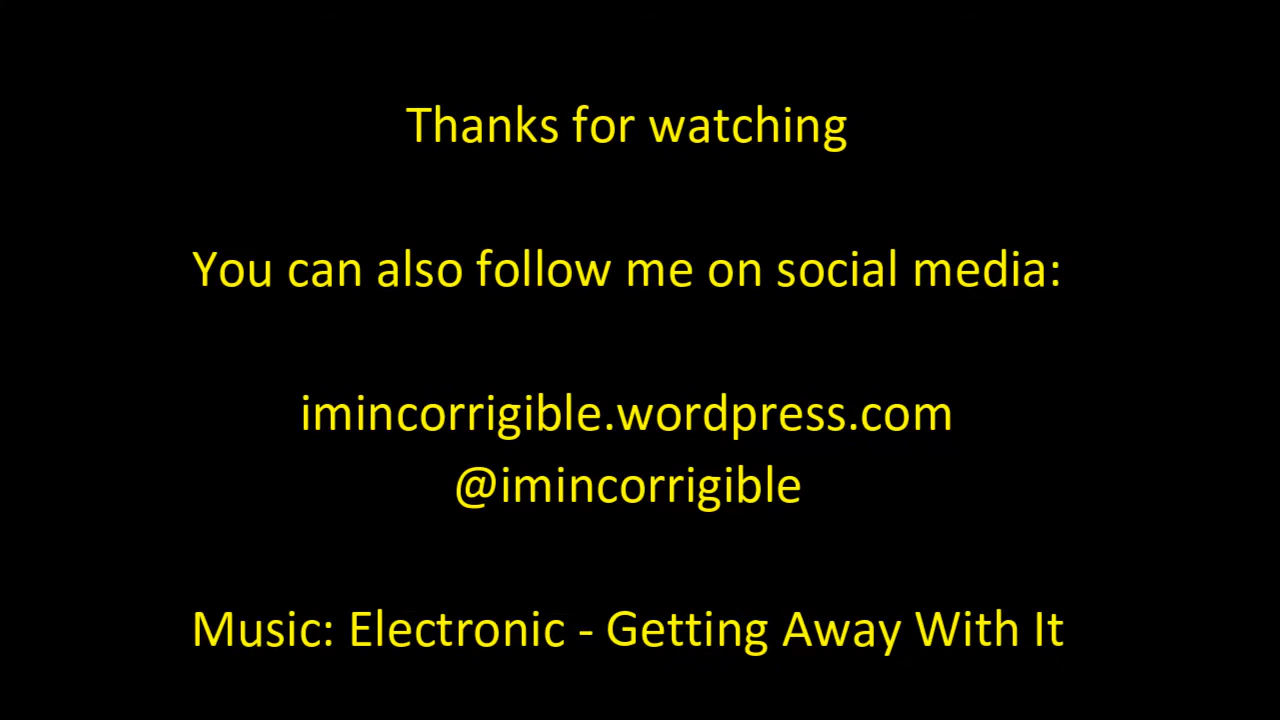 Thanks for watching
You can also follow me on social media:
imincorrigible.wordpress.com
@imincorrigible
Music: Electronic - Getting Away With It